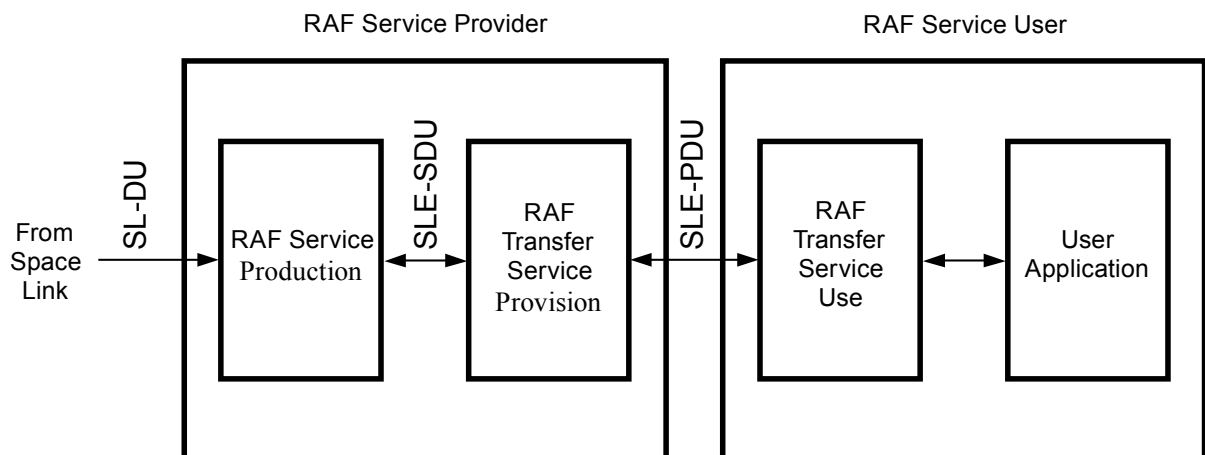 RAF Service Provider
RAF Service User
From
Space
Link
SL-DU
RAF Service
Production
SLE-SDU
RAF
Transfer
Service
Provision
SLE-PDU
RAF
Transfer
Service
Use
User
Application